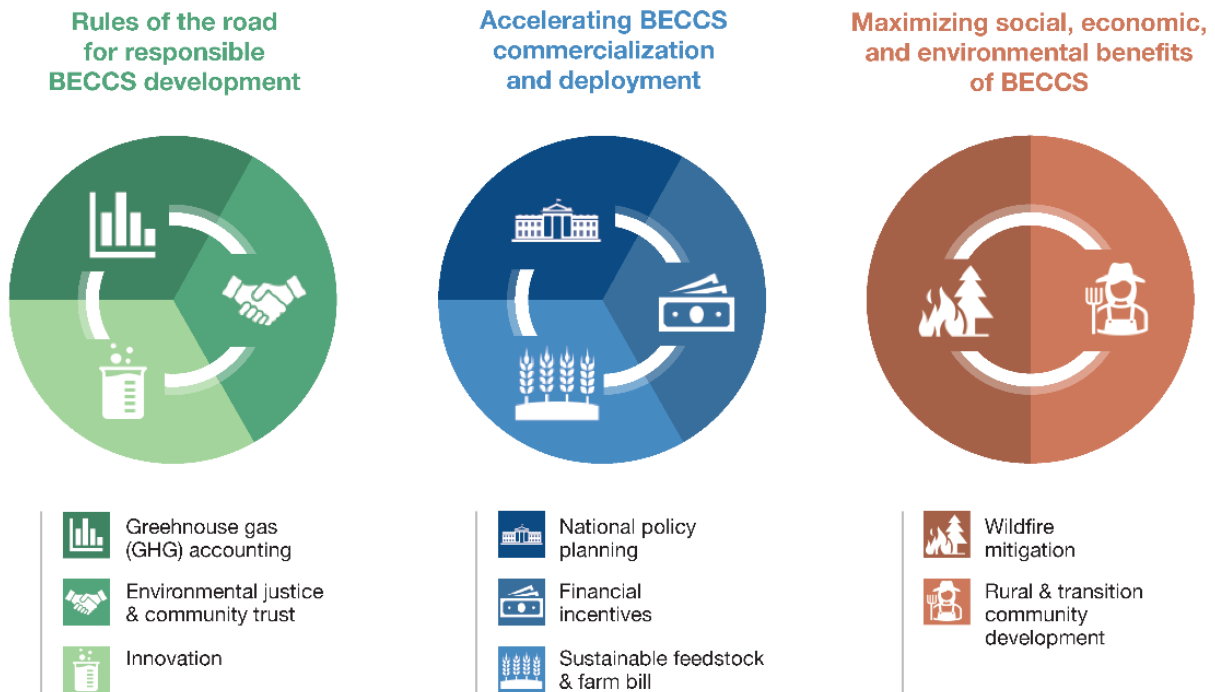 Rules of the road
for responsible
BECCS development
Accelerating BECCS
commercialization
and deployment
Maximizing social, economic,
and environmental benefits
of BECCS
Greehnouse gas
(GHG) accounting
Environmental justice
& community trust
Innovation
National policy
planning
Financial
incentives
Sustainable feedstock
& farm bill
Wildfire
mitigation
Rural & transition
community
development